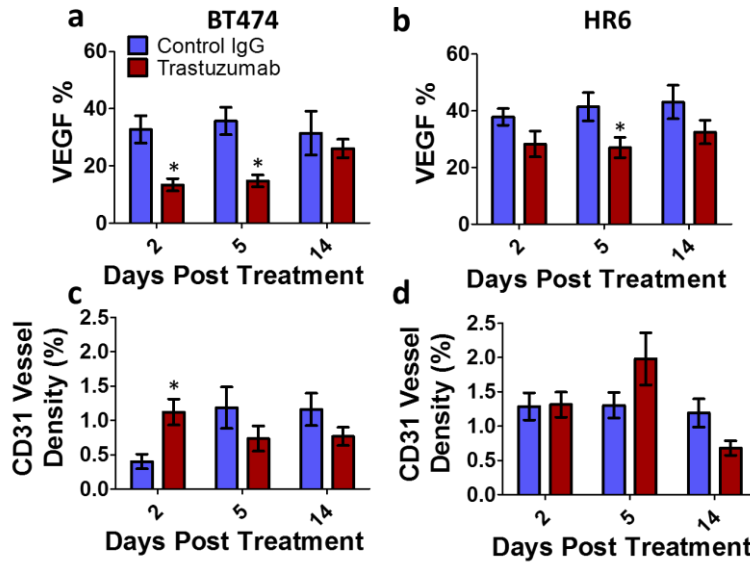 a BT474
Control IgG
Trastuzumab
VEGF %
60
40
20
0
* *
2 5 14
Days Post Treatment
b HR6
VEGF %
60
40
20
0
*
2 5 14
Days Post Treatment
c
CD31 Vessel
Density (%)
2.5
2.0
1.5
1.0
0.5
0.0
*
2 5 14
Days Post Treatment
d
CD31 Vessel
Density (%)
2.5
2.0
1.5
1.0
0.5
0.0
2 5 14
Days Post Treatment